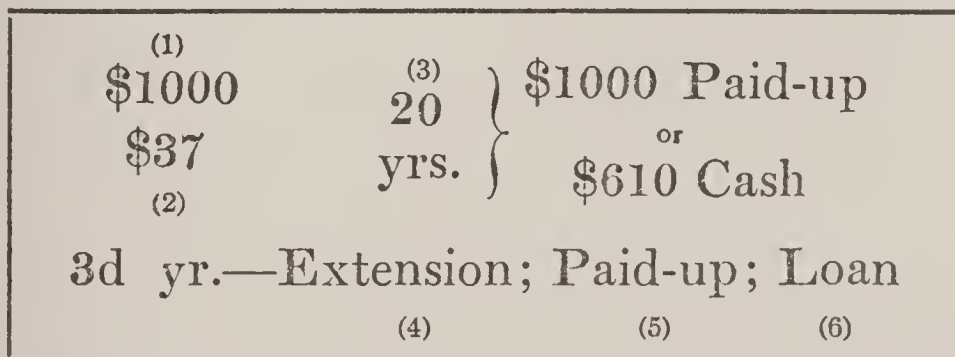 (1)
$1000
$37
(2)
(3)
20
yrs.
$1000 Paid-up
or
$610 Cash
3d yr.—Extension; Paid-up; Loan
(4) (5) (6)